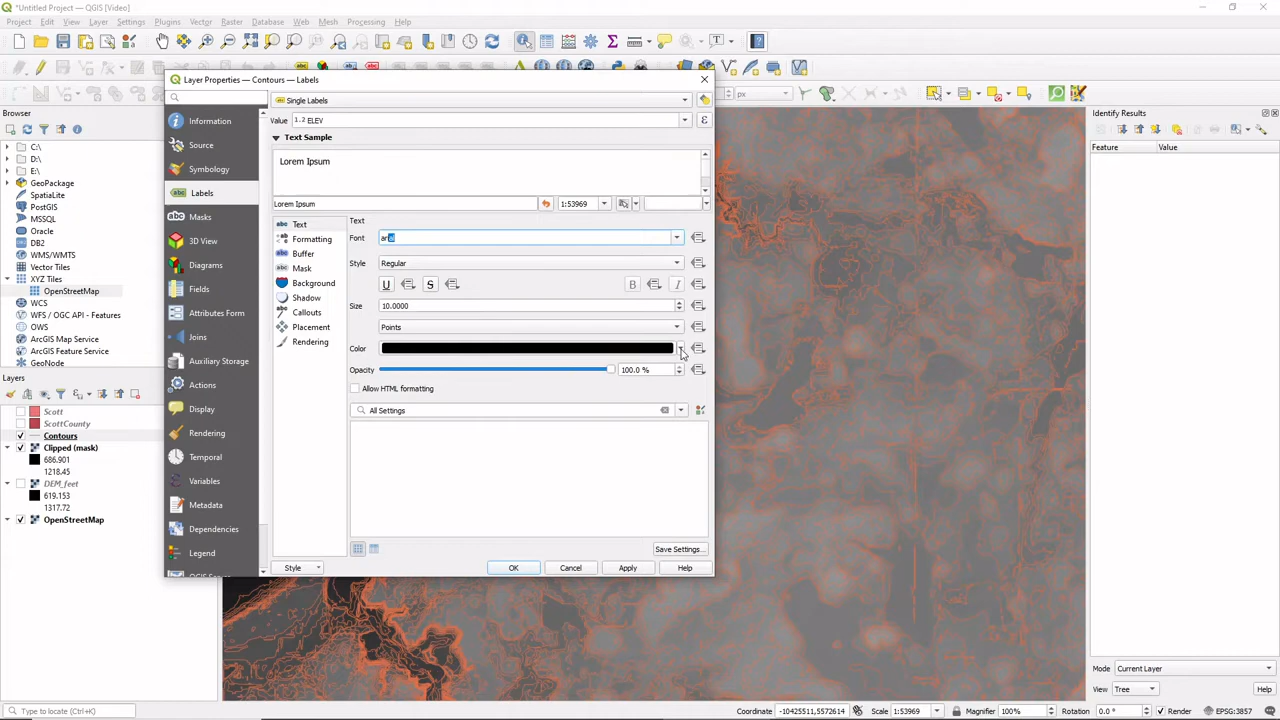 *Untitled Project — QGIS [Video]
Project Edit View Layer Settings Plugins Vector Raster Database Web Mesh Processing Help
px
Browser
C:\
D:\
E:\
GeoPackage
SpatiaLite
PostGIS
MSSQL
Oracle
DB2
WMS/WMTS
Vector Tiles
XYZ Tiles
OpenStreetMap
WCS
WFS / OGC API - Features
OWS
ArcGIS Map Service
ArcGIS Feature Service
GeoNode
Layers
Scott
ScottCounty
Contours
Clipped (mask)
686.901
1218.45
DEM_feet
619.153
1317.72
OpenStreetMap
Layer Properties — Contours — Labels
Information
Source
Symbology
Labels
Masks
3D View
Diagrams
Fields
Attributes Form
Joins
Auxiliary Storage
Actions
Display
Rendering
Temporal
Variables
Metadata
Dependencies
Legend
Single Labels
Value 1.2 ELEV
Text Sample
Lorem Ipsum
Lorem Ipsum 1:53969
Text
Formatting
Buffer
Mask
Background
Shadow
Callouts
Placement
Rendering
Text
Font arial
Style Regular
U S B I
Size 10.0000
Points
Color
Opacity 100.0 %
Allow HTML formatting
All Settings
Save Settings...
Style OK Cancel Apply Help
Identify Results
Feature Value
Mode Current Layer
View Tree Help
Type to locate (Ctrl+K)
Coordinate -10425511,5572614 Scale 1:53969 Magnifier 100% Rotation 0.0 ° Render EPSG:3857